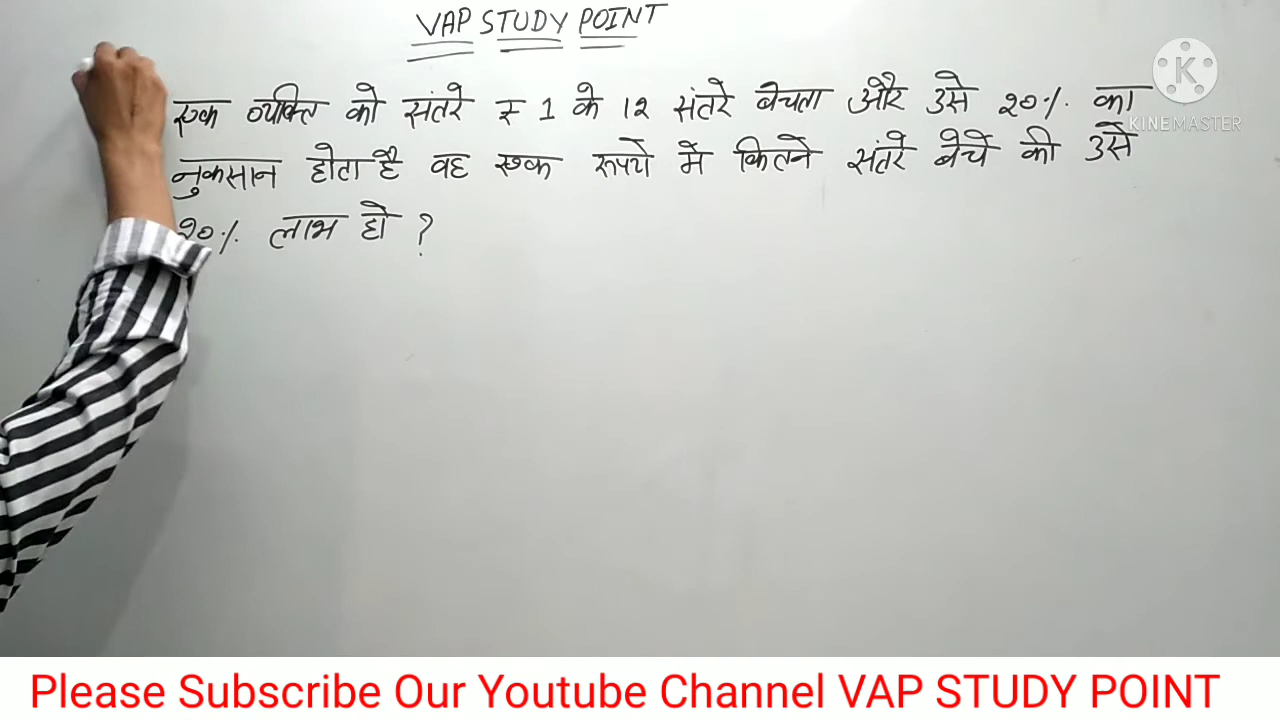 VAP STUDY POINT
एक व्यक्ति को संतरे ₹ 1 के 12 संतरे बेचता और उसे 20% का
नुकसान होता है वह एक रूपये में कितने संतरे बेचे की उसे
20% लाभ हो ?
K
KINEMASTER
Please Subscribe Our Youtube Channel VAP STUDY POINT